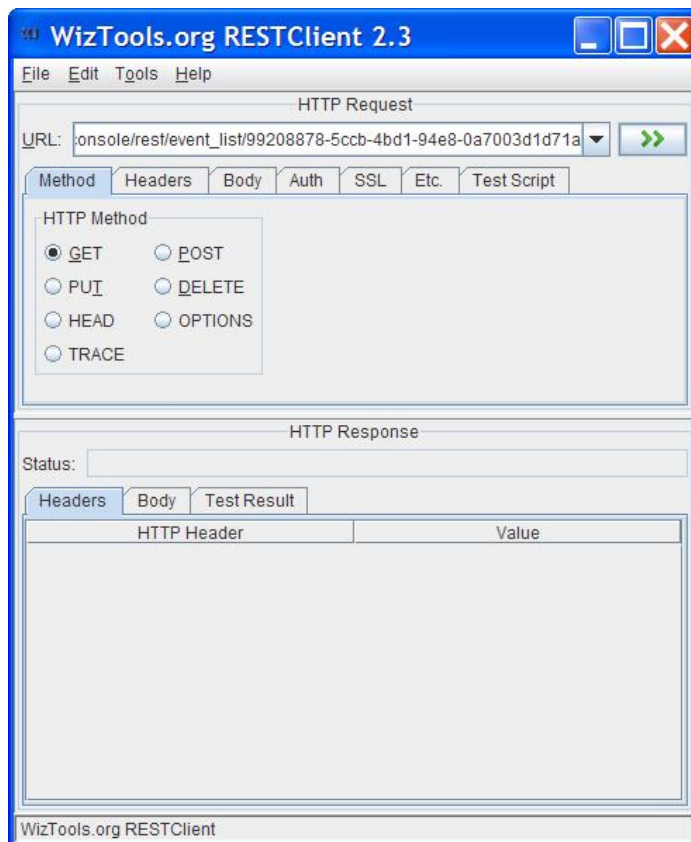 WizTools.org RESTClient 2.3
File Edit Tools Help
HTTP Request
URL: :onsole/rest/event_list/99208878-5ccb-4bd1-94e8-0a7003d1d71a >>
Method Headers Body Auth SSL Etc. Test Script
HTTP Method
GET POST
PUT DELETE
HEAD OPTIONS
TRACE
HTTP Response
Status:
Headers Body Test Result
HTTP Header Value
WizTools.org RESTClient